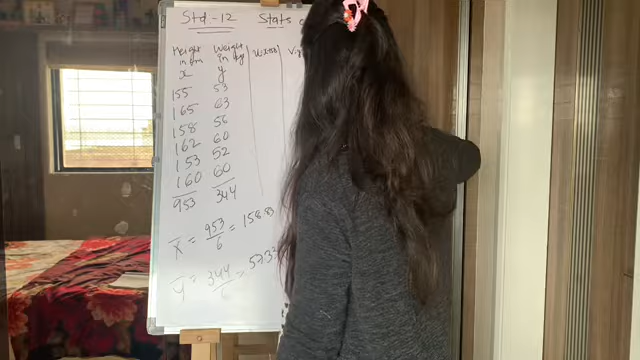 Std.-12 Stats
Height Weight
in cm in kg
x y
155 53
165 63
158 56
162 60
153 52
160 60
953 344
x̄ = 953/6 = 158.83
ȳ = 344/6 = 57.33